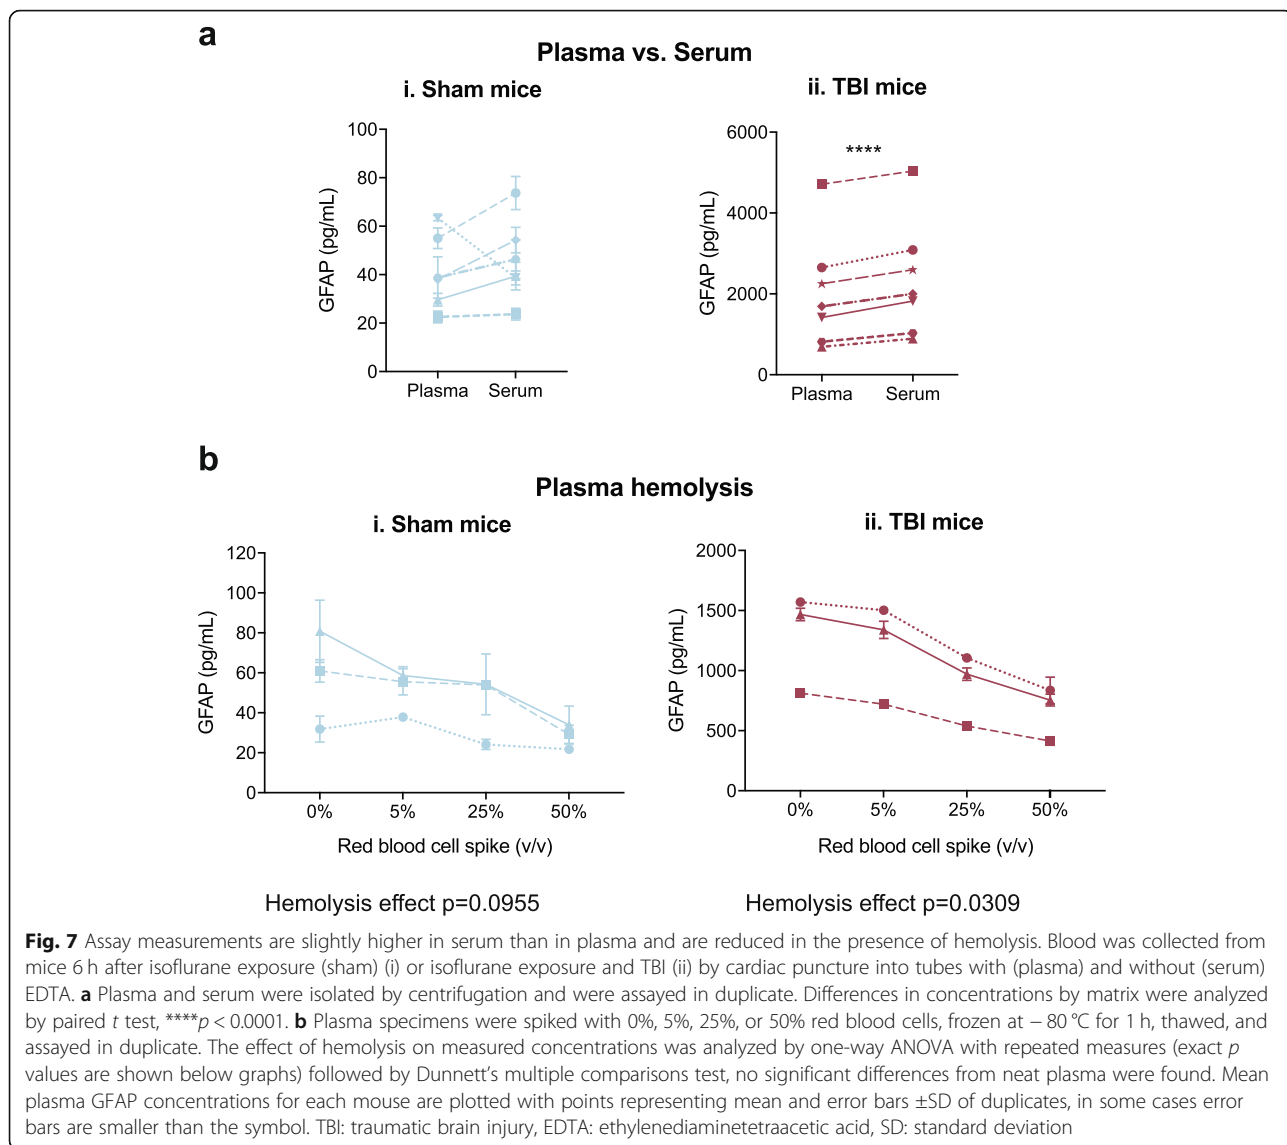 a
Plasma vs. Serum
i. Sham mice
ii. TBI mice
100
80
60
40
20
0
GFAP (pg/mL)
Plasma Serum
6000
4000
2000
0
GFAP (pg/mL)
****
Plasma Serum
b
Plasma hemolysis
i. Sham mice
ii. TBI mice
120
100
80
60
40
20
0
GFAP (pg/mL)
0% 5% 25% 50%
Red blood cell spike (v/v)
Hemolysis effect p=0.0955
2000
1500
1000
500
0
GFAP (pg/mL)
0% 5% 25% 50%
Red blood cell spike (v/v)
Hemolysis effect p=0.0309
Fig. 7 Assay measurements are slightly higher in serum than in plasma and are reduced in the presence of hemolysis. Blood was collected from
mice 6 h after isoflurane exposure (sham) (i) or isoflurane exposure and TBI (ii) by cardiac puncture into tubes with (plasma) and without (serum)
EDTA. a Plasma and serum were isolated by centrifugation and were assayed in duplicate. Differences in concentrations by matrix were analyzed
by paired t test, ****p < 0.0001. b Plasma specimens were spiked with 0%, 5%, 25%, or 50% red blood cells, frozen at − 80 °C for 1 h, thawed, and
assayed in duplicate. The effect of hemolysis on measured concentrations was analyzed by one-way ANOVA with repeated measures (exact p
values are shown below graphs) followed by Dunnett's multiple comparisons test, no significant differences from neat plasma were found. Mean
plasma GFAP concentrations for each mouse are plotted with points representing mean and error bars ±SD of duplicates, in some cases error
bars are smaller than the symbol. TBI: traumatic brain injury, EDTA: ethylenediaminetetraacetic acid, SD: standard deviation